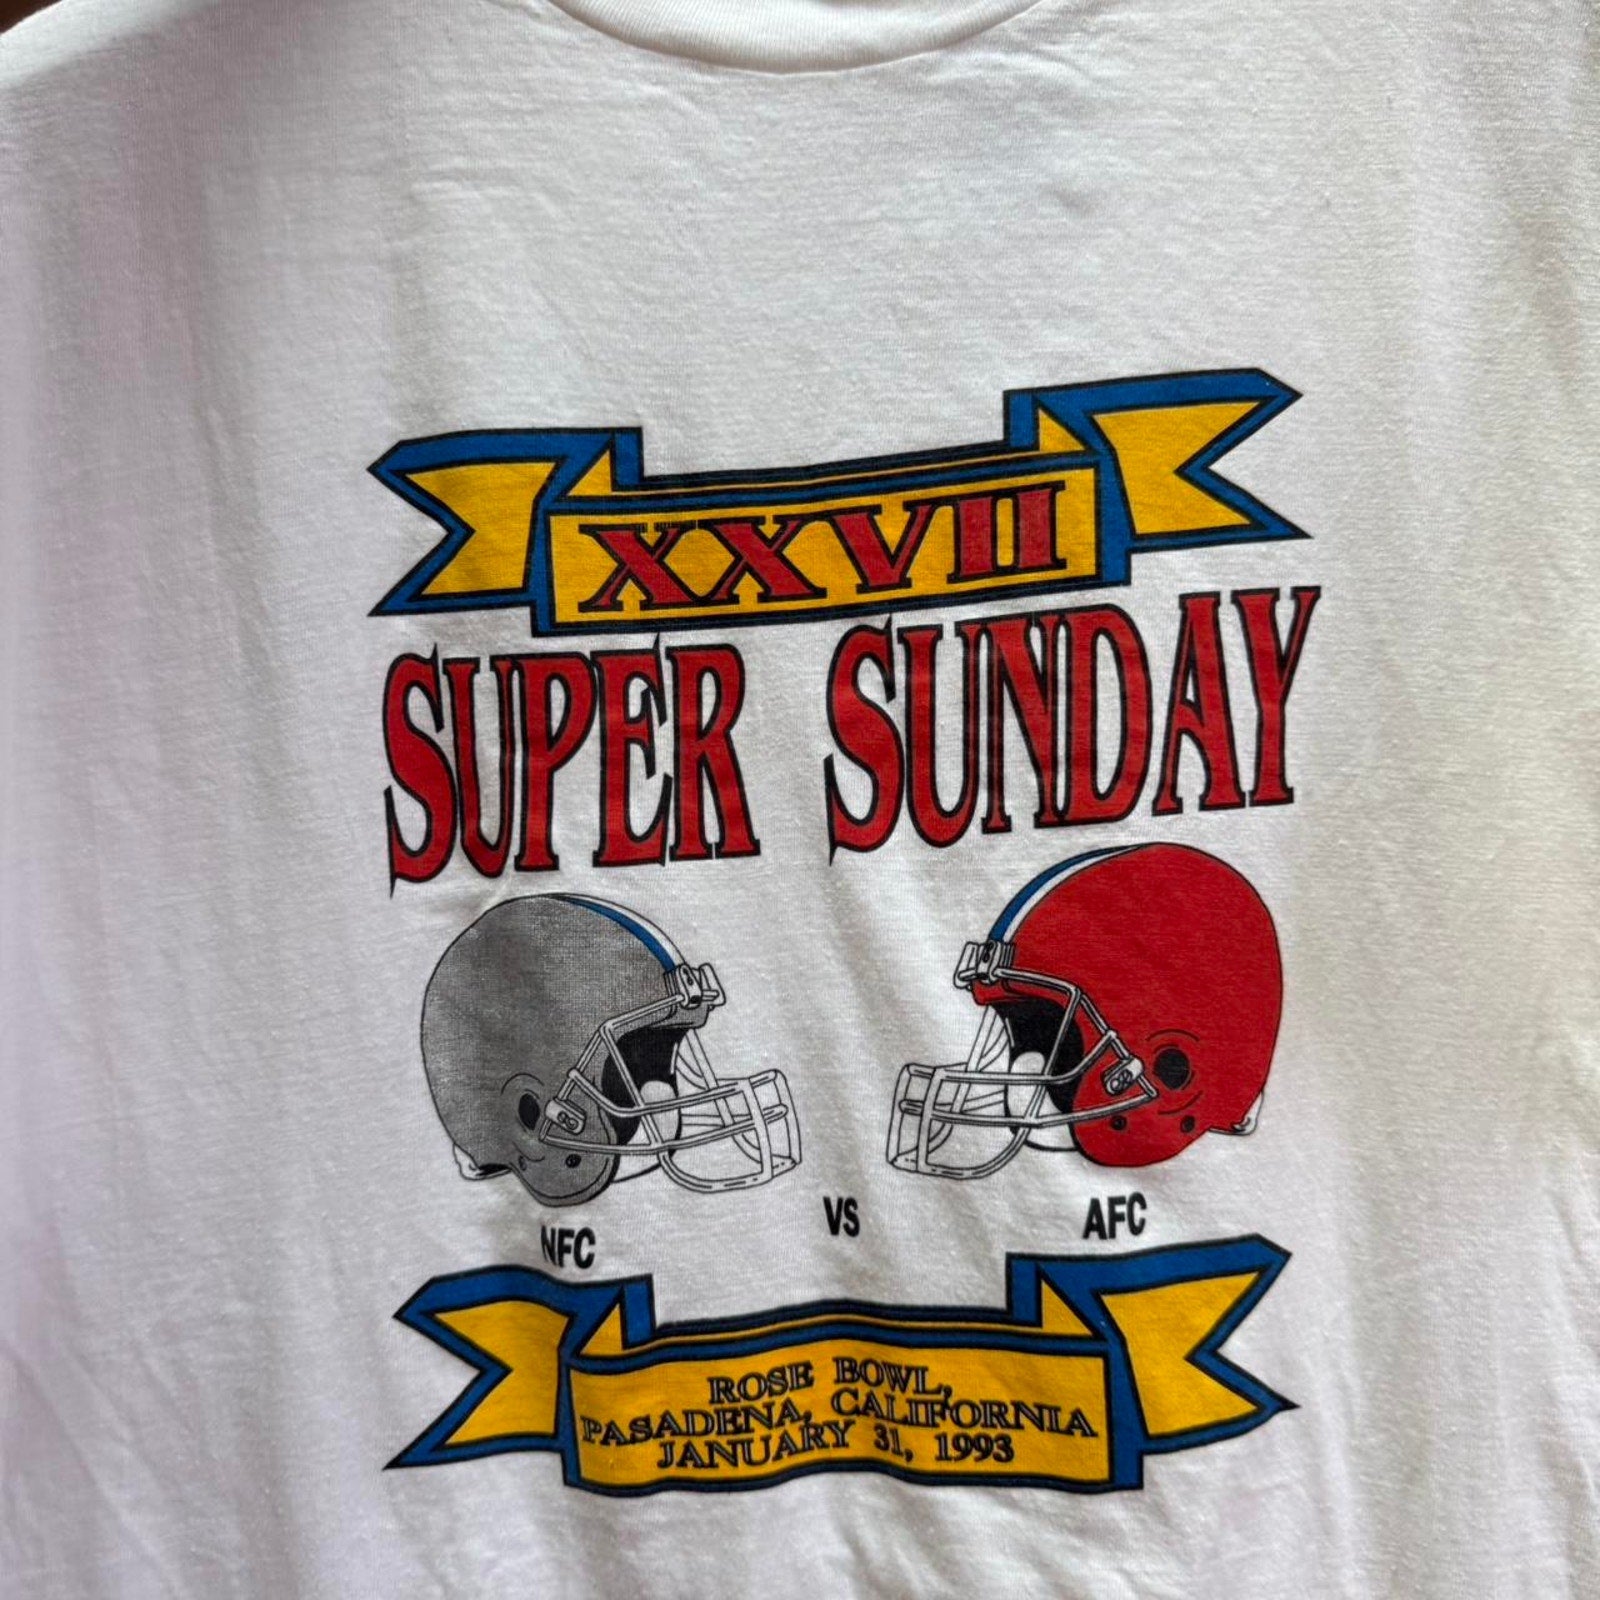 XXVII
SUPER SUNDAY
NFC VS AFC
ROSE BOWL,
PASADENA, CALIFORNIA
JANUARY 31, 1993